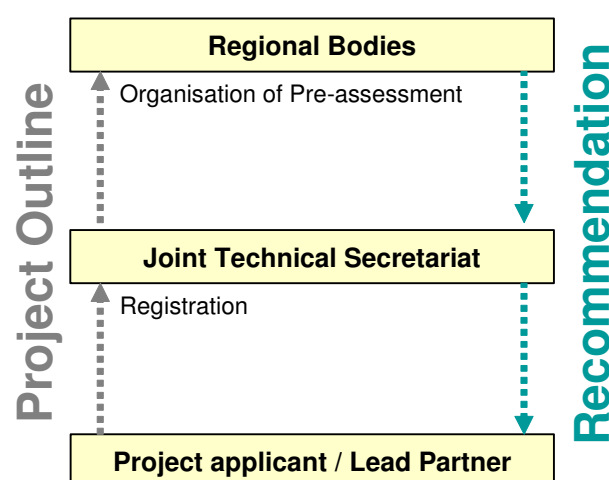 Regional Bodies
Organisation of Pre-assessment
Project Outline
Recommendation
Joint Technical Secretariat
Registration
Project applicant / Lead Partner